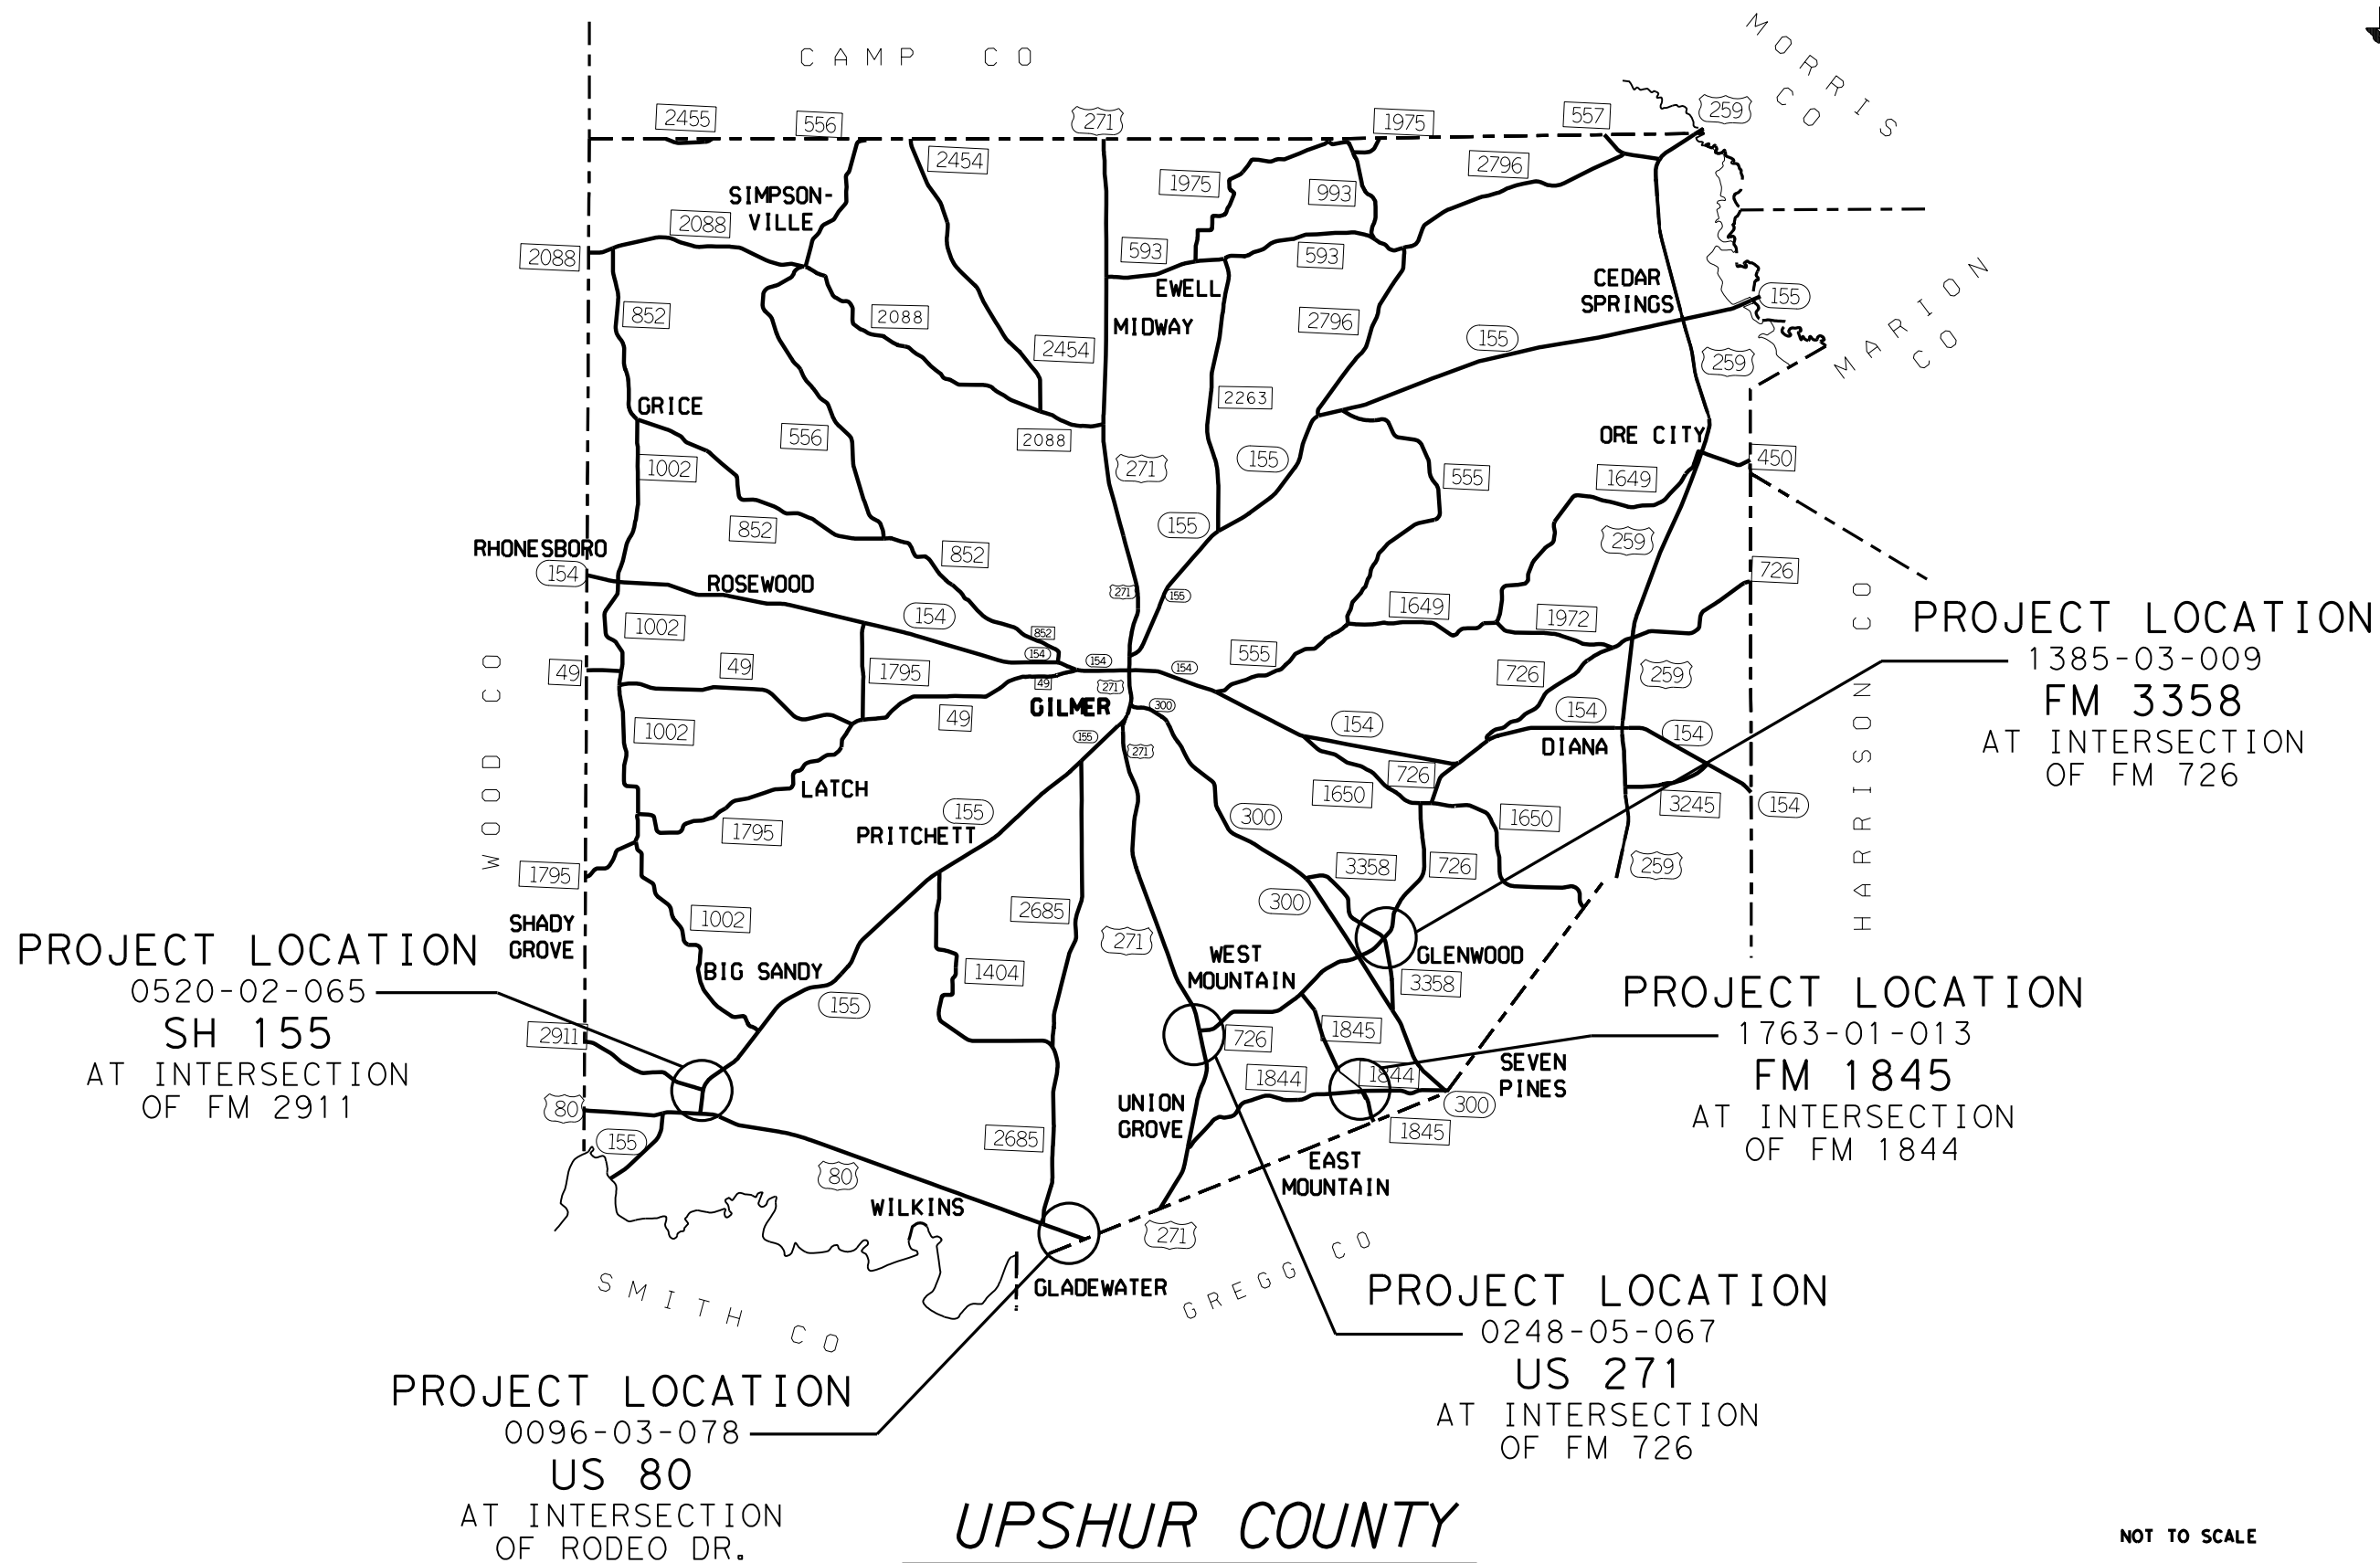 CAMP CO
MORRIS CO
2455
556
271
1975
557
259
2454
1975
993
2796
SIMPSON-
VILLE
2088
2088
593
593
EWELL
CEDAR
SPRINGS
155
852
2088
MIDWAY
2796
155
MARION CO
2454
259
GRICE
2263
556
2088
ORE CITY
1002
271
155
555
1649
450
852
155
259
RHONESBORO
852
154
ROSEWOOD
726
271
155
154
1649
1972
PROJECT LOCATION
1385-03-009
FM 3358
AT INTERSECTION
OF FM 726
1002
852
154
154
154
555
WOOD CO
HARRISON CO
49
49
1795
49
271
726
259
GILMER
300
49
154
154
154
1002
155
271
DIANA
726
LATCH
1650
3245
154
155
1795
PRITCHETT
300
1650
1795
3358
726
259
SHADY
GROVE
1002
2685
300
271
PROJECT LOCATION
0520-02-065
SH 155
AT INTERSECTION
OF FM 2911
BIG SANDY
1404
WEST
MOUNTAIN
GLENWOOD
3358
155
2911
726
1845
PROJECT LOCATION
1763-01-013
FM 1845
AT INTERSECTION
OF FM 1844
1844
1844
SEVEN
PINES
80
UNION
GROVE
300
155
2685
1845
80
EAST
MOUNTAIN
WILKINS
271
GREGG CO
SMITH CO
GLADEWATER
PROJECT LOCATION
0248-05-067
US 271
AT INTERSECTION
OF FM 726
PROJECT LOCATION
0096-03-078
US 80
AT INTERSECTION
OF RODEO DR.
UPSHUR COUNTY
NOT TO SCALE